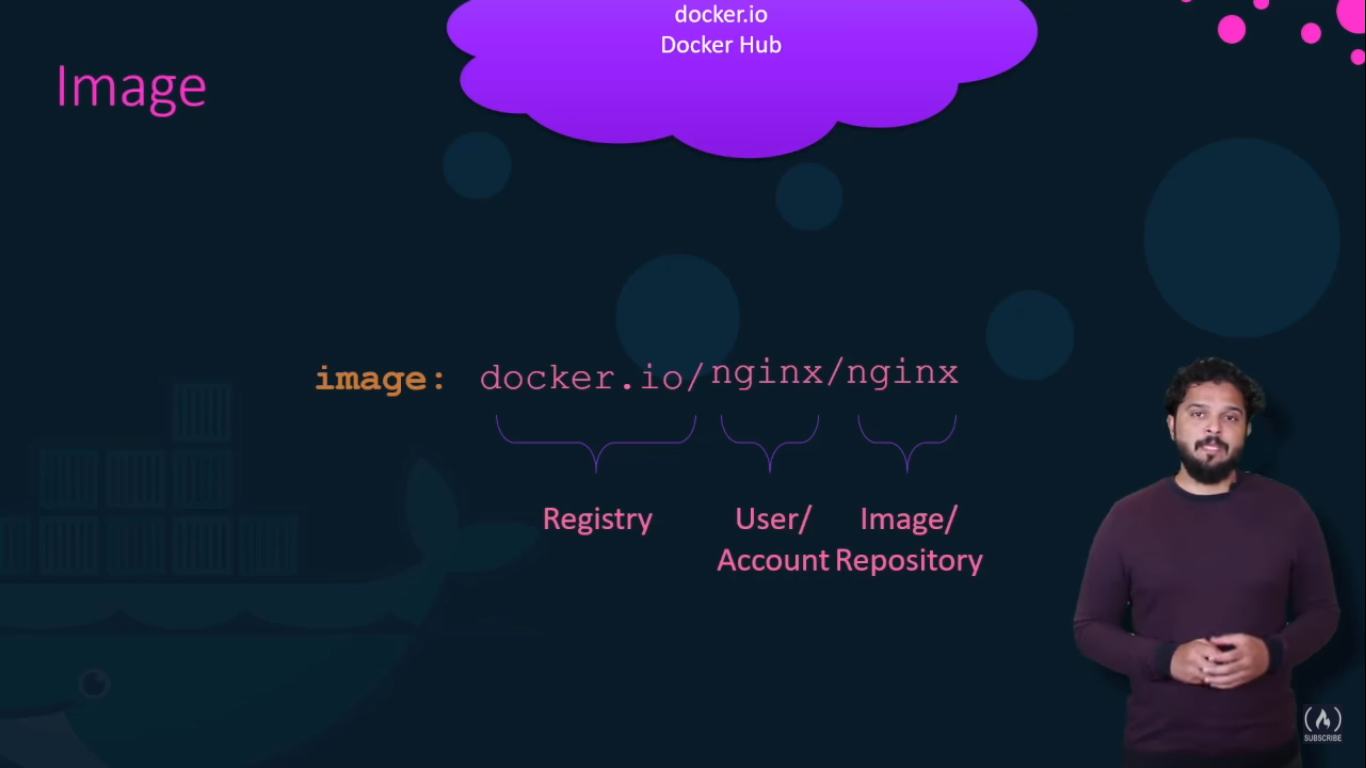 docker.io
Docker Hub
Image
image: docker.io/nginx/nginx
Registry
User/
Account
Image/
Repository
SUBSCRIBE